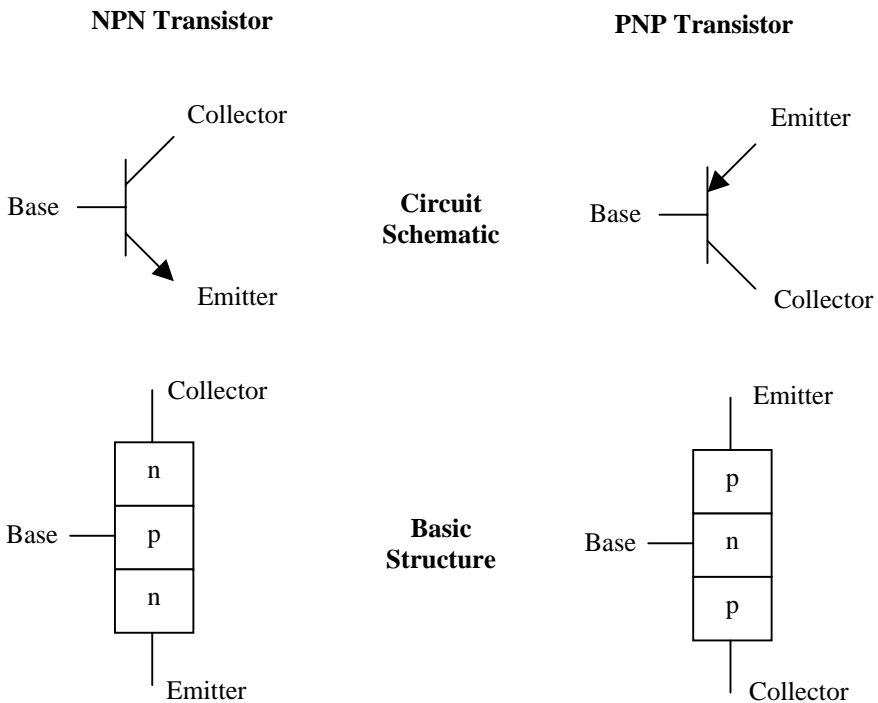 NPN Transistor
PNP Transistor
Collector
Base
Emitter
Circuit
Schematic
Emitter
Base
Collector
Collector
n
Base
p
n
Emitter
Basic
Structure
Emitter
p
Base
n
p
Collector